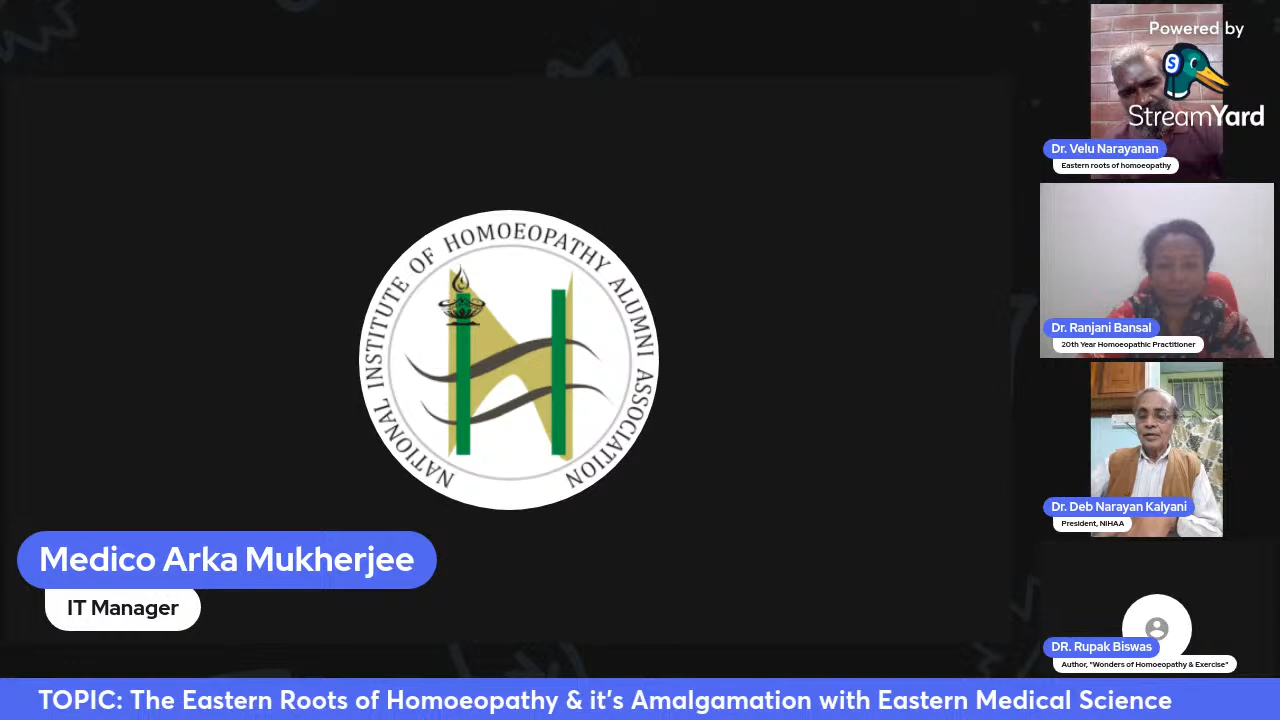 Powered by
S
StreamYard
Dr. Velu Narayanan
Eastern roots of homoeopathy
Dr. Ranjani Bansal
20th Year Homoeopathic Practitioner
Dr. Deb Narayan Kalyani
President, NIHAA
NATIONAL INSTITUTE OF HOMOEOPATHY ALUMNI ASSOCIATION
Medico Arka Mukherjee
IT Manager
DR. Rupak Biswas
Author, "Wonders of Homoeopathy & Exercise"
TOPIC: The Eastern Roots of Homoeopathy & it's Amalgamation with Eastern Medical Science